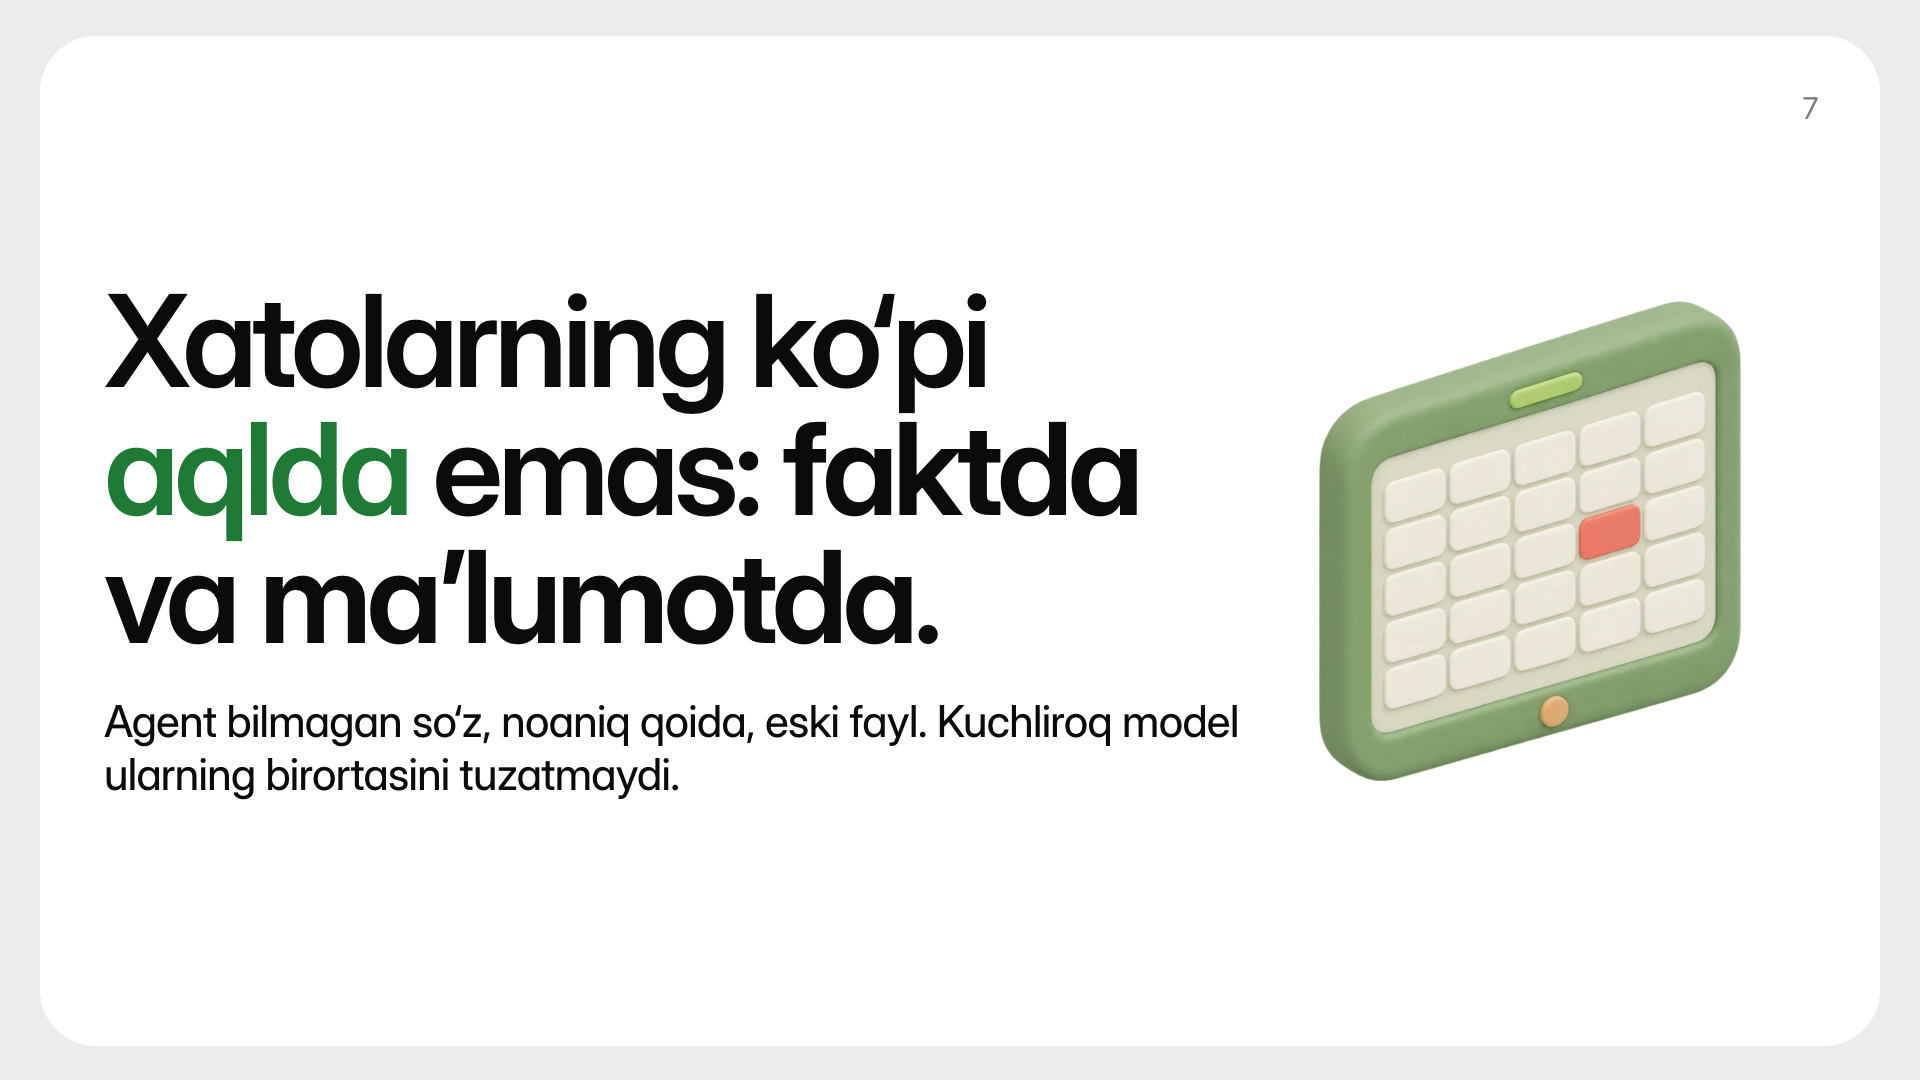 7
Xatolarning ko‘pi
aqlda emas: faktda
va ma’lumotda.
Agent bilmagan so‘z, noaniq qoida, eski fayl. Kuchliroq model
ularning birortasini tuzatmaydi.